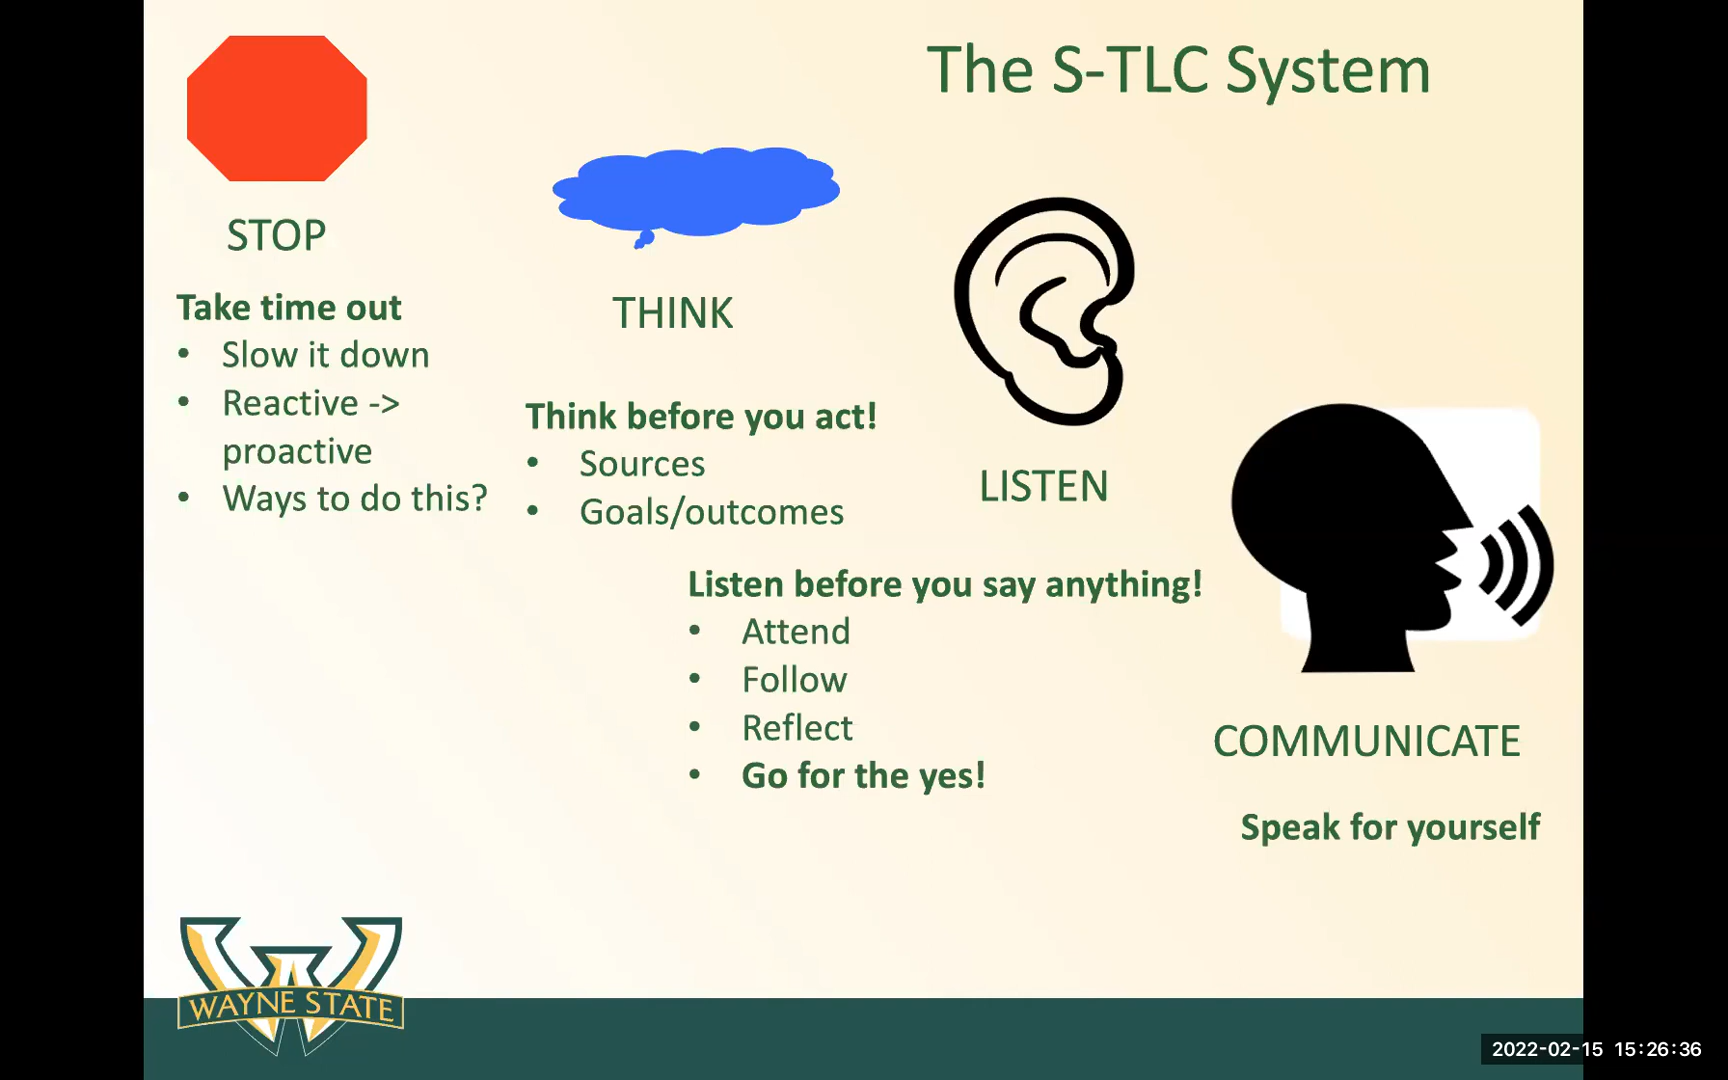 The S-TLC System
STOP
Take time out
• Slow it down
• Reactive ->
proactive
• Ways to do this?
THINK
Think before you act!
• Sources
• Goals/outcomes
LISTEN
Listen before you say anything!
• Attend
• Follow
• Reflect
• Go for the yes!
COMMUNICATE
Speak for yourself
WAYNE STATE
2022-02-15 15:26:36